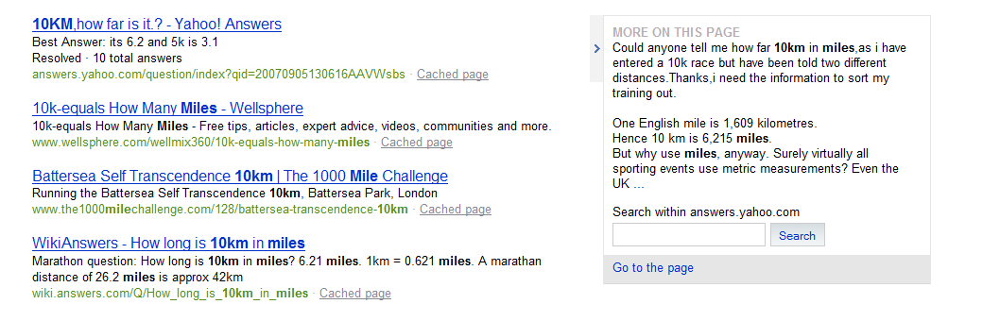 10KM,how far is it.? - Yahoo! Answers
Best Answer: its 6.2 and 5k is 3.1
Resolved · 10 total answers
answers.yahoo.com/question/index?qid=20070905130616AAVWsbs · Cached page
10k-equals How Many Miles - Wellsphere
10k-equals How Many Miles - Free tips, articles, expert advice, videos, communities and more.
www.wellsphere.com/wellmix360/10k-equals-how-many-miles · Cached page
Battersea Self Transcendence 10km | The 1000 Mile Challenge
Running the Battersea Self Transcendence 10km, Battersea Park, London
www.the1000milechallenge.com/128/battersea-transcendence-10km · Cached page
WikiAnswers - How long is 10km in miles
Marathon question: How long is 10km in miles? 6.21 miles. 1km = 0.621 miles. A marathan
distance of 26.2 miles is approx 42km
wiki.answers.com/Q/How_long_is_10km_in_miles · Cached page
MORE ON THIS PAGE
Could anyone tell me how far 10km in miles,as i have
entered a 10k race but have been told two different
distances.Thanks,i need the information to sort my
training out.
One English mile is 1,609 kilometres.
Hence 10 km is 6,215 miles.
But why use miles, anyway. Surely virtually all
sporting events use metric measurements? Even the
UK ...
Search within answers.yahoo.com
Search
Go to the page